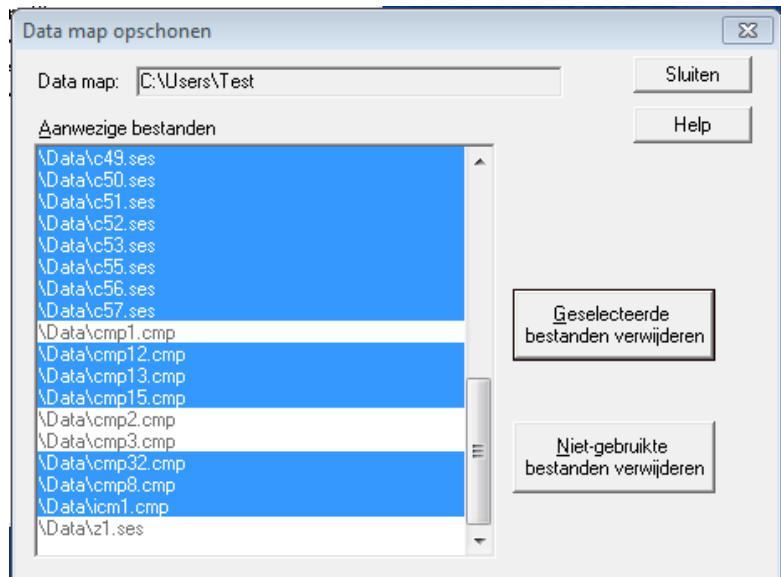 Data map opschonen
Data map: C:\Users\Test
Sluiten
Help
Aanwezige bestanden
\Data\c49.ses
\Data\c50.ses
\Data\c51.ses
\Data\c52.ses
\Data\c53.ses
\Data\c55.ses
\Data\c56.ses
\Data\c57.ses
\Data\cmp1.cmp
\Data\cmp12.cmp
\Data\cmp13.cmp
\Data\cmp15.cmp
\Data\cmp2.cmp
\Data\cmp3.cmp
\Data\cmp32.cmp
\Data\cmp8.cmp
\Data\icm1.cmp
\Data\z1.ses
Geselecteerde
bestanden verwijderen
Niet-gebruikte
bestanden verwijderen